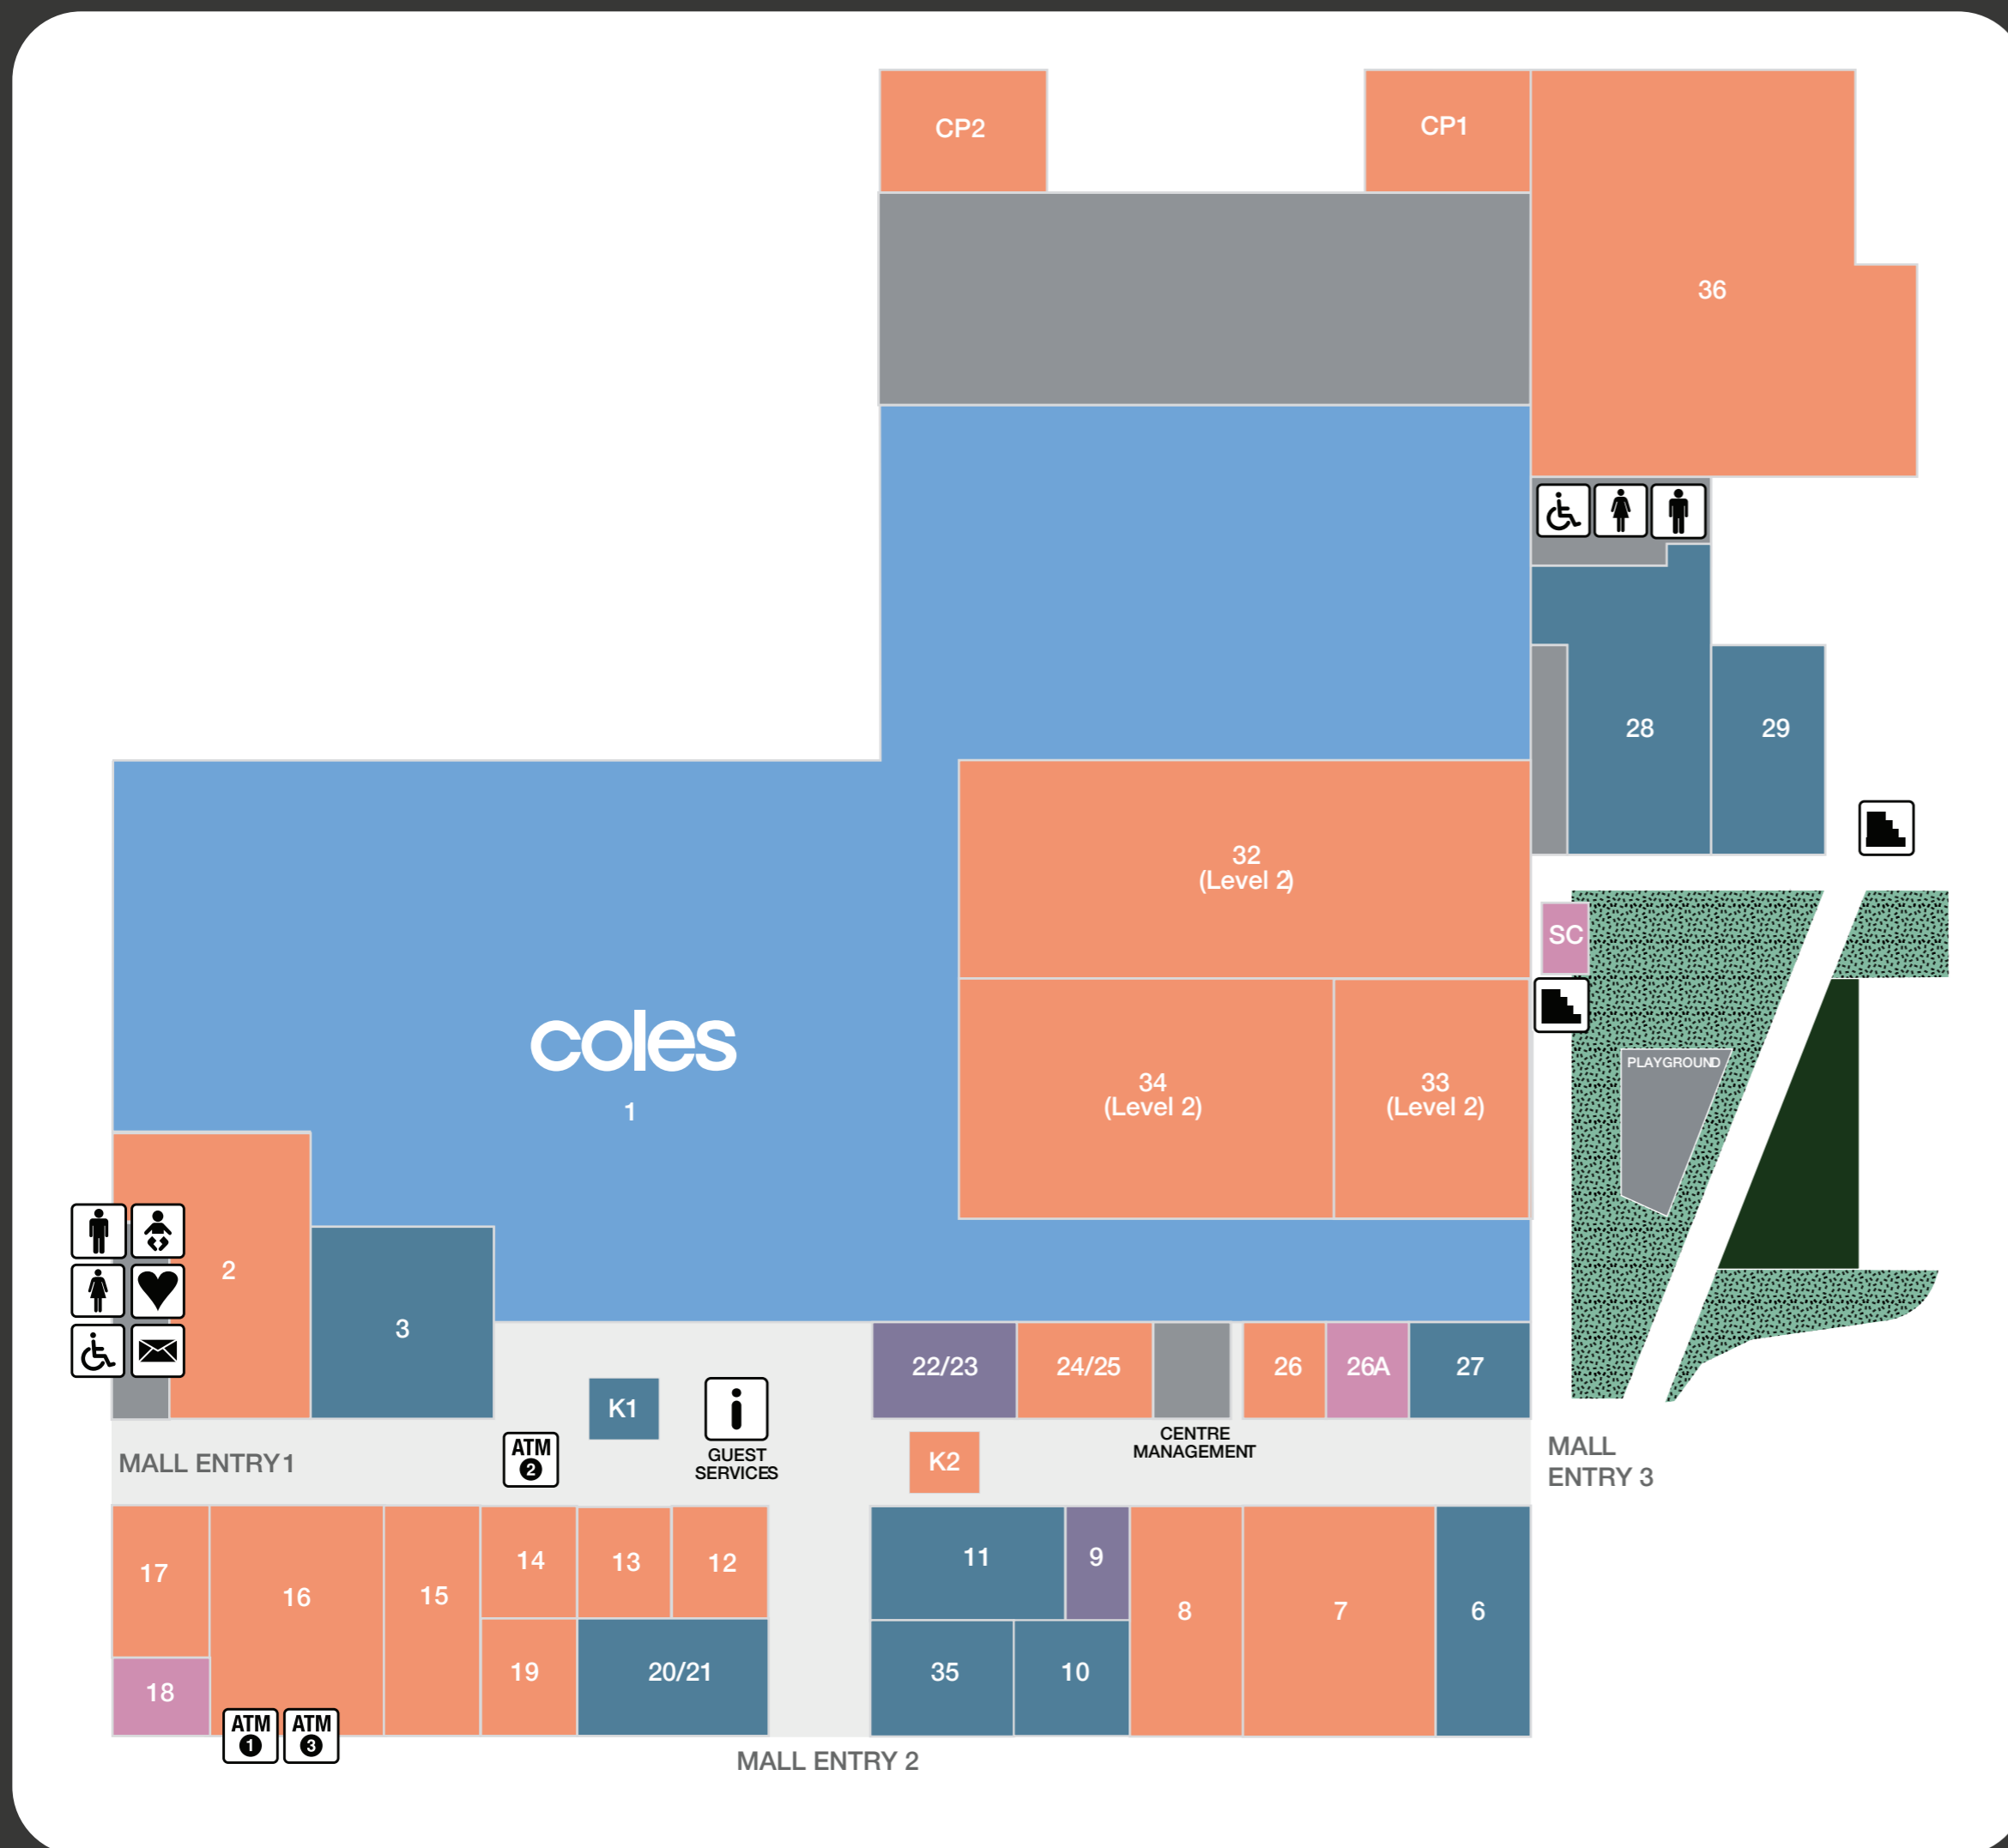 CP2
CP1
36
28
29
32
(Level 2)
SC
coles
1
34
(Level 2)
33
(Level 2)
PLAYGROUND
2
3
22/23
24/25
26
26A
27
K1
GUEST
SERVICES
CENTRE
MANAGEMENT
MALL ENTRY 1
ATM
2
K2
MALL
ENTRY 3
17
16
15
14
13
12
11
9
8
7
6
18
19
20/21
35
10
ATM
1
ATM
3
MALL ENTRY 2